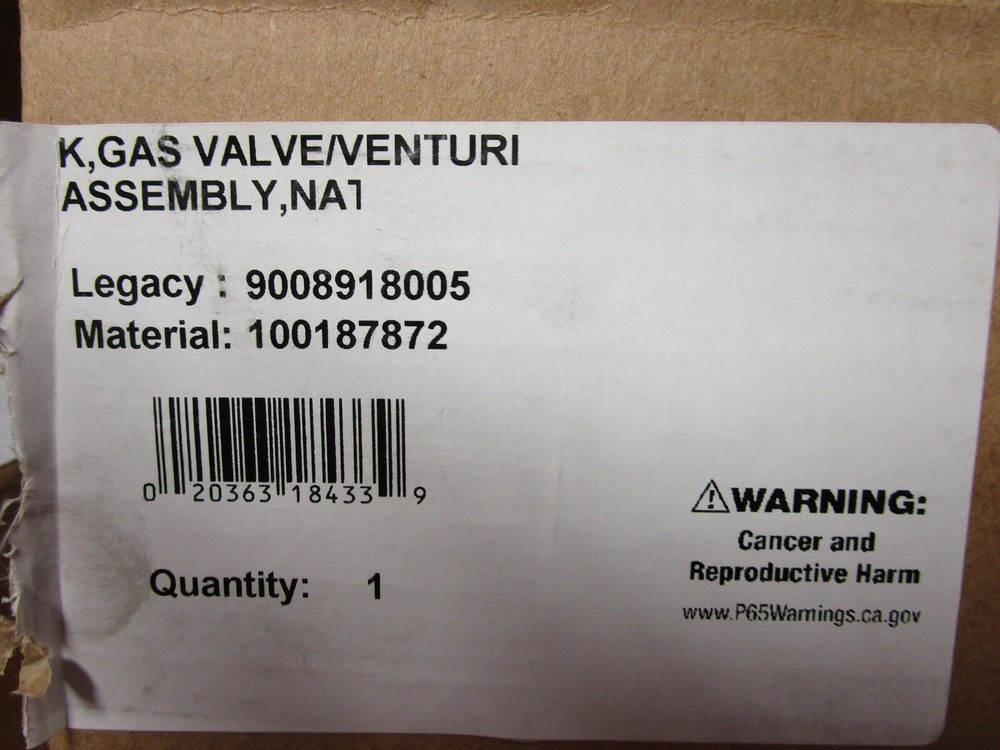 K,GAS VALVE/VENTURI
ASSEMBLY,NAT
Legacy : 9008918005
Material: 100187872
0 20363 18433 9
Quantity: 1
WARNING:
Cancer and
Reproductive Harm
www.P65Warnings.ca.gov